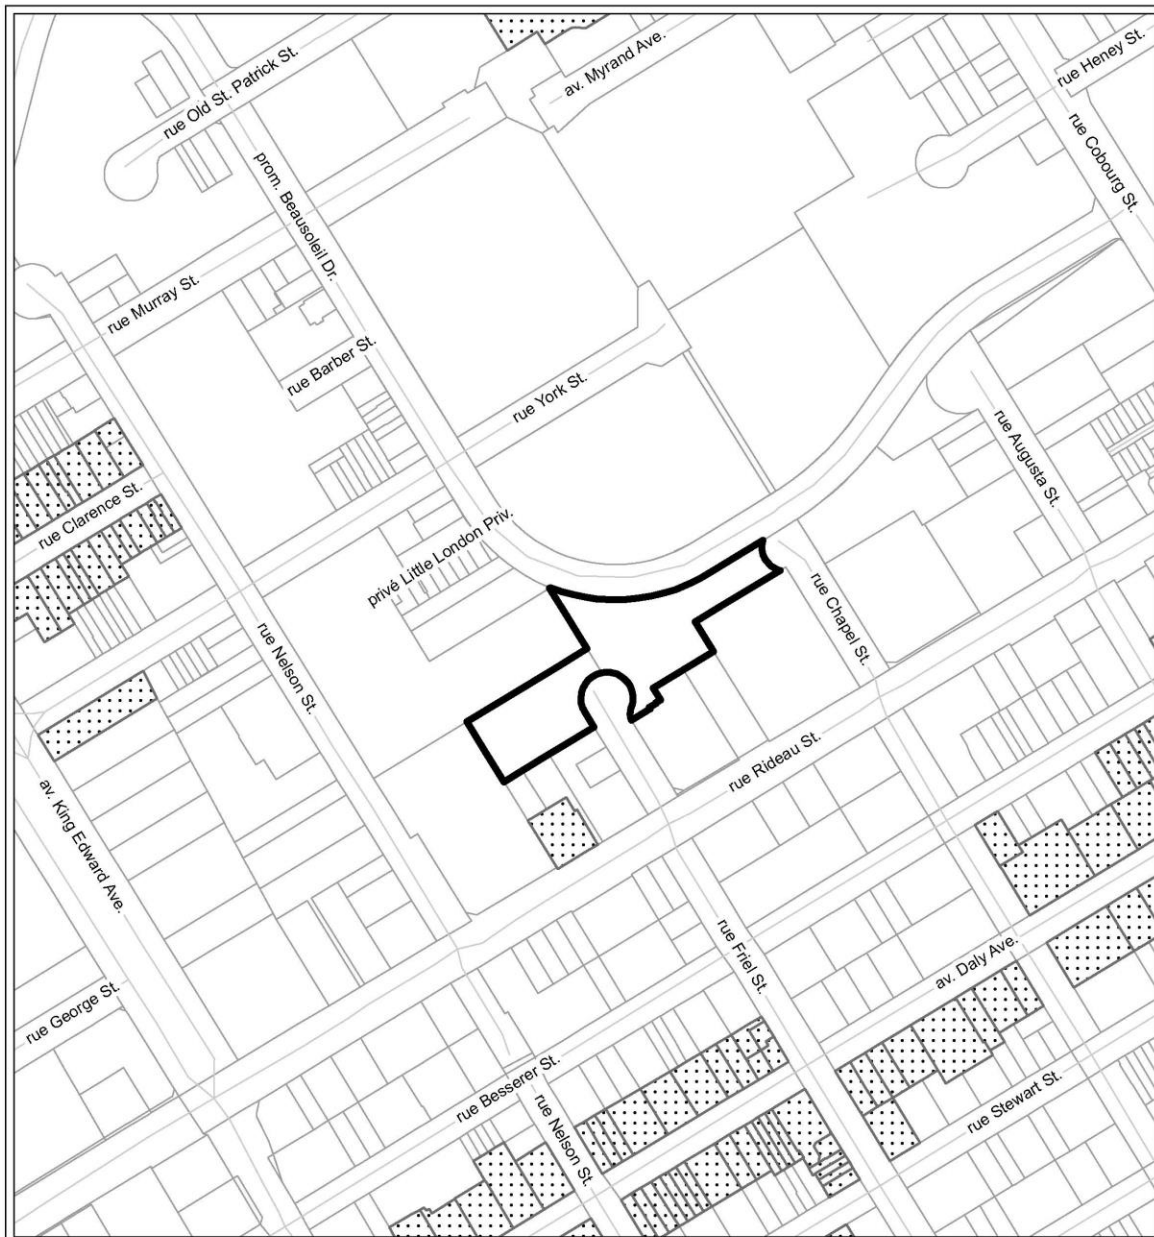 av. Myrand Ave.
rue Heney St.
rue Old St. Patrick St.
rue Cobourg St.
prom. Beausoleil Dr.
rue Murray St.
rue Barber St.
rue York St.
rue Augusta St.
rue Clarence St.
privé Little London Priv.
rue Chapel St.
rue Nelson St.
rue Rideau St.
av. King Edward Ave.
rue Friel St.
av. Daly Ave.
rue George St.
rue Besserer St.
rue Nelson St.
rue Stewart St.